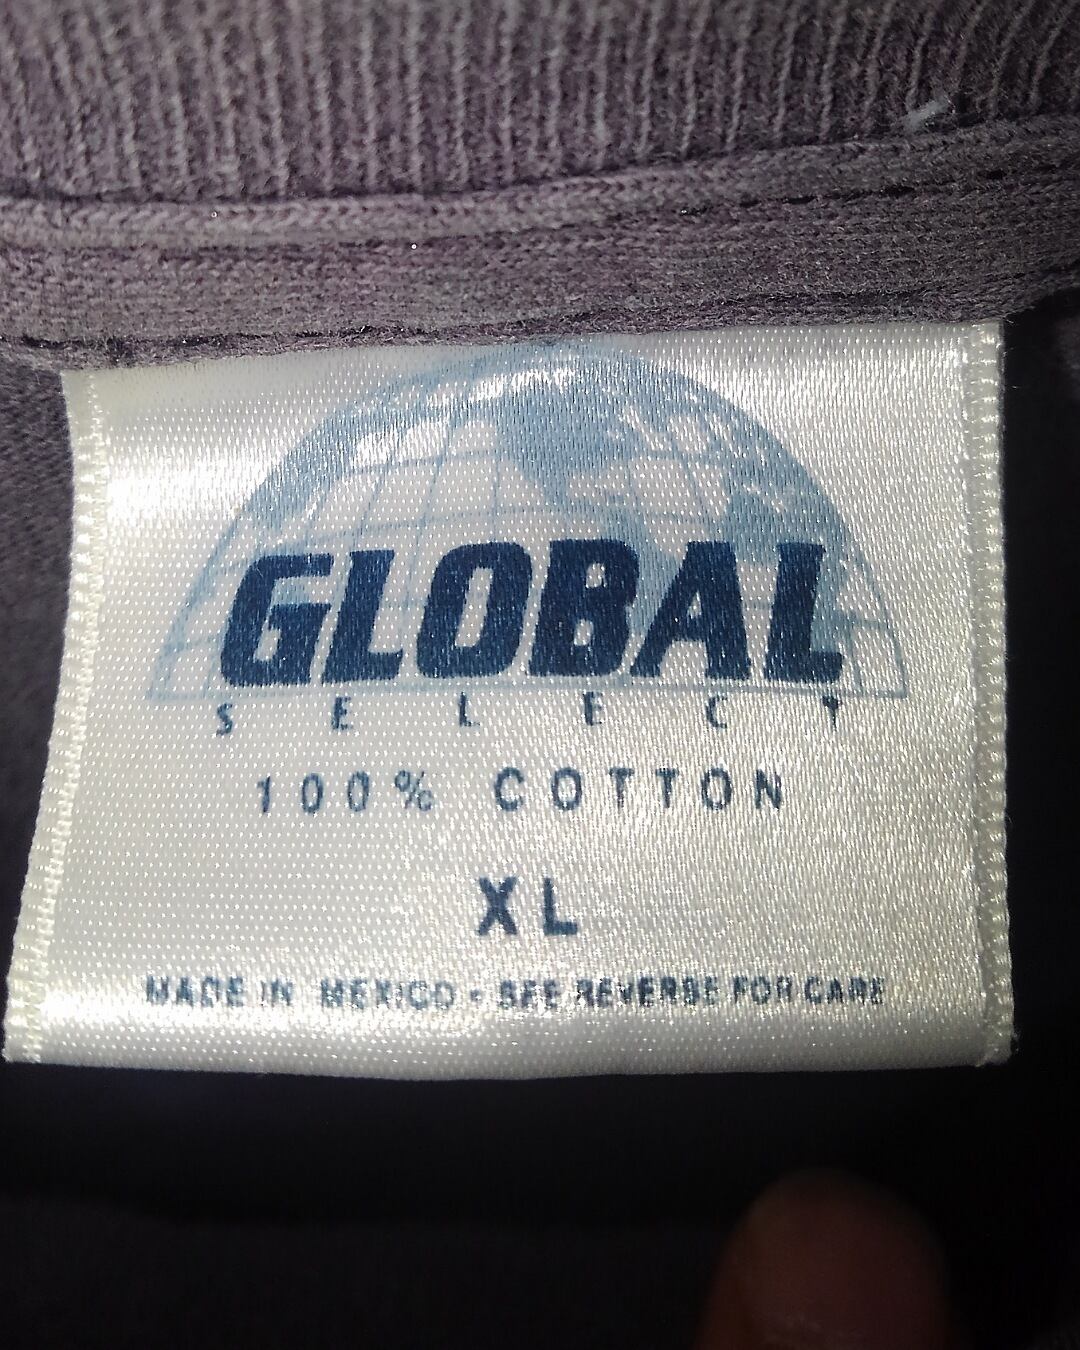 GLOBAL
SELECT
100% COTTON
XL
MADE IN MEXICO • SEE REVERSE FOR CARE